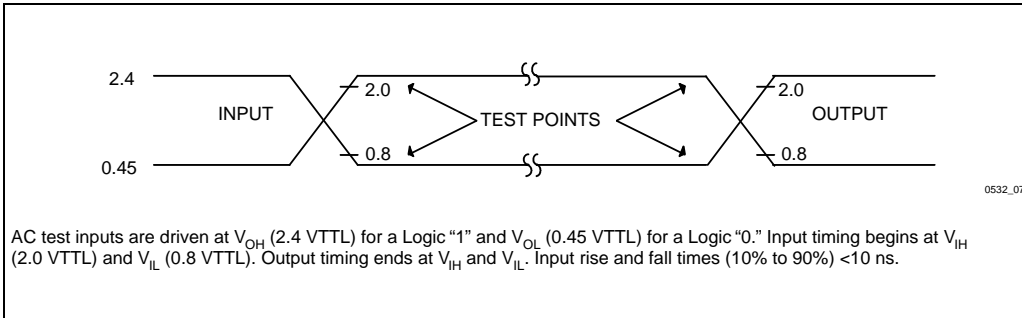 2.4
2.0
2.0
INPUT
TEST POINTS
OUTPUT
0.8
0.8
0.45
0532_07
AC test inputs are driven at VOH (2.4 VTTL) for a Logic “1” and VOL (0.45 VTTL) for a Logic “0.” Input timing begins at VIH
(2.0 VTTL) and VIL (0.8 VTTL). Output timing ends at VIH and VIL. Input rise and fall times (10% to 90%) <10 ns.